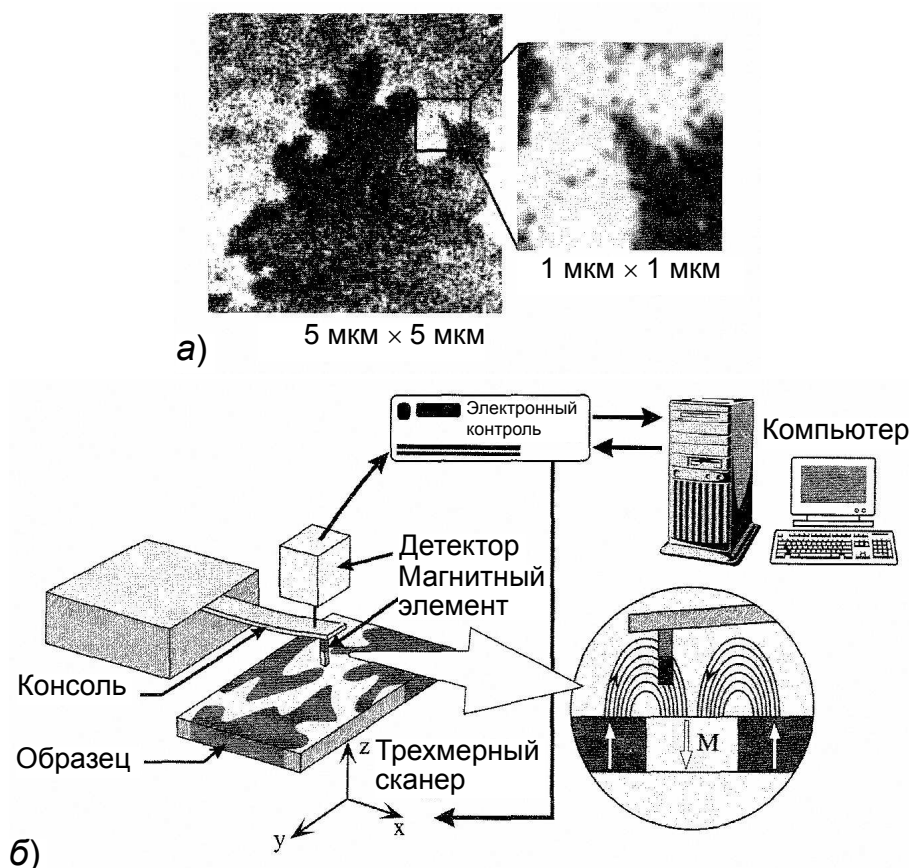 1 мкм × 1 мкм
5 мкм × 5 мкм
а)
Электронный
контроль
Компьютер
Детектор
Магнитный
элемент
Консоль
Образец
z
Трехмерный
сканер
x
y
M
б)